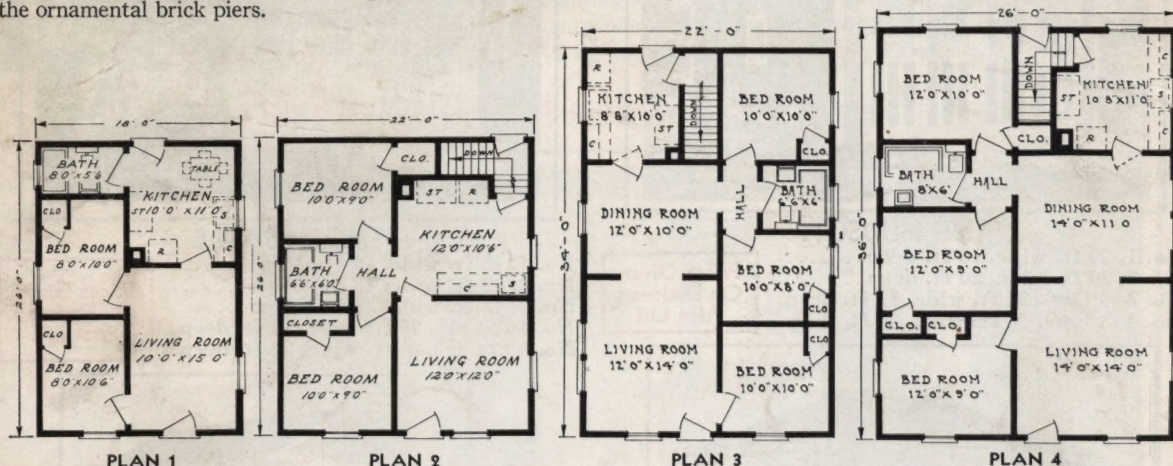 the ornamental brick piers.
18'-0"
26'-0"
BATH
8'0"x5'6
TABLE
KITCHEN
10'0" x 11'0"
ST
S
R
C
CLO
BED ROOM
8'0"x10'0"
CLO
BED ROOM
8'0"x10'6"
LIVING ROOM
10'0"x15'0"
PLAN 1
22'-0"
26'0"
BED ROOM
10'0"x9'0"
CLO.
DOWN
ST
R
KITCHEN
12'0"x10'6"
BATH
6'6"x6'0"
HALL
C
S
CLOSET
BED ROOM
10'0"x9'0"
LIVING ROOM
12'0"x12'0"
PLAN 2
22'-0"
34'-0"
R
KITCHEN
8'8"x10'0"
S
ST
C
DOWN
BED ROOM
10'0"x10'0"
CLO.
DINING ROOM
12'0"x10'0"
HALL
BATH
6'6"x6'
BED ROOM
10'0"x8'0"
CLO
LIVING ROOM
12'0"x14'0"
CLO
BED ROOM
10'0"x10'0"
PLAN 3
26'-0"
36'-0"
BED ROOM
12'0"x10'0"
DOWN
C
KITCHEN
10'8"x11'0"
ST
S
R
CLO.
BATH
8'x6'
HALL
DINING ROOM
14'0"x11'0
BED ROOM
12'0"x9'0"
CLO.
CLO.
LIVING ROOM
14'0"x14'0"
BED ROOM
12'0"x9'0"
PLAN 4